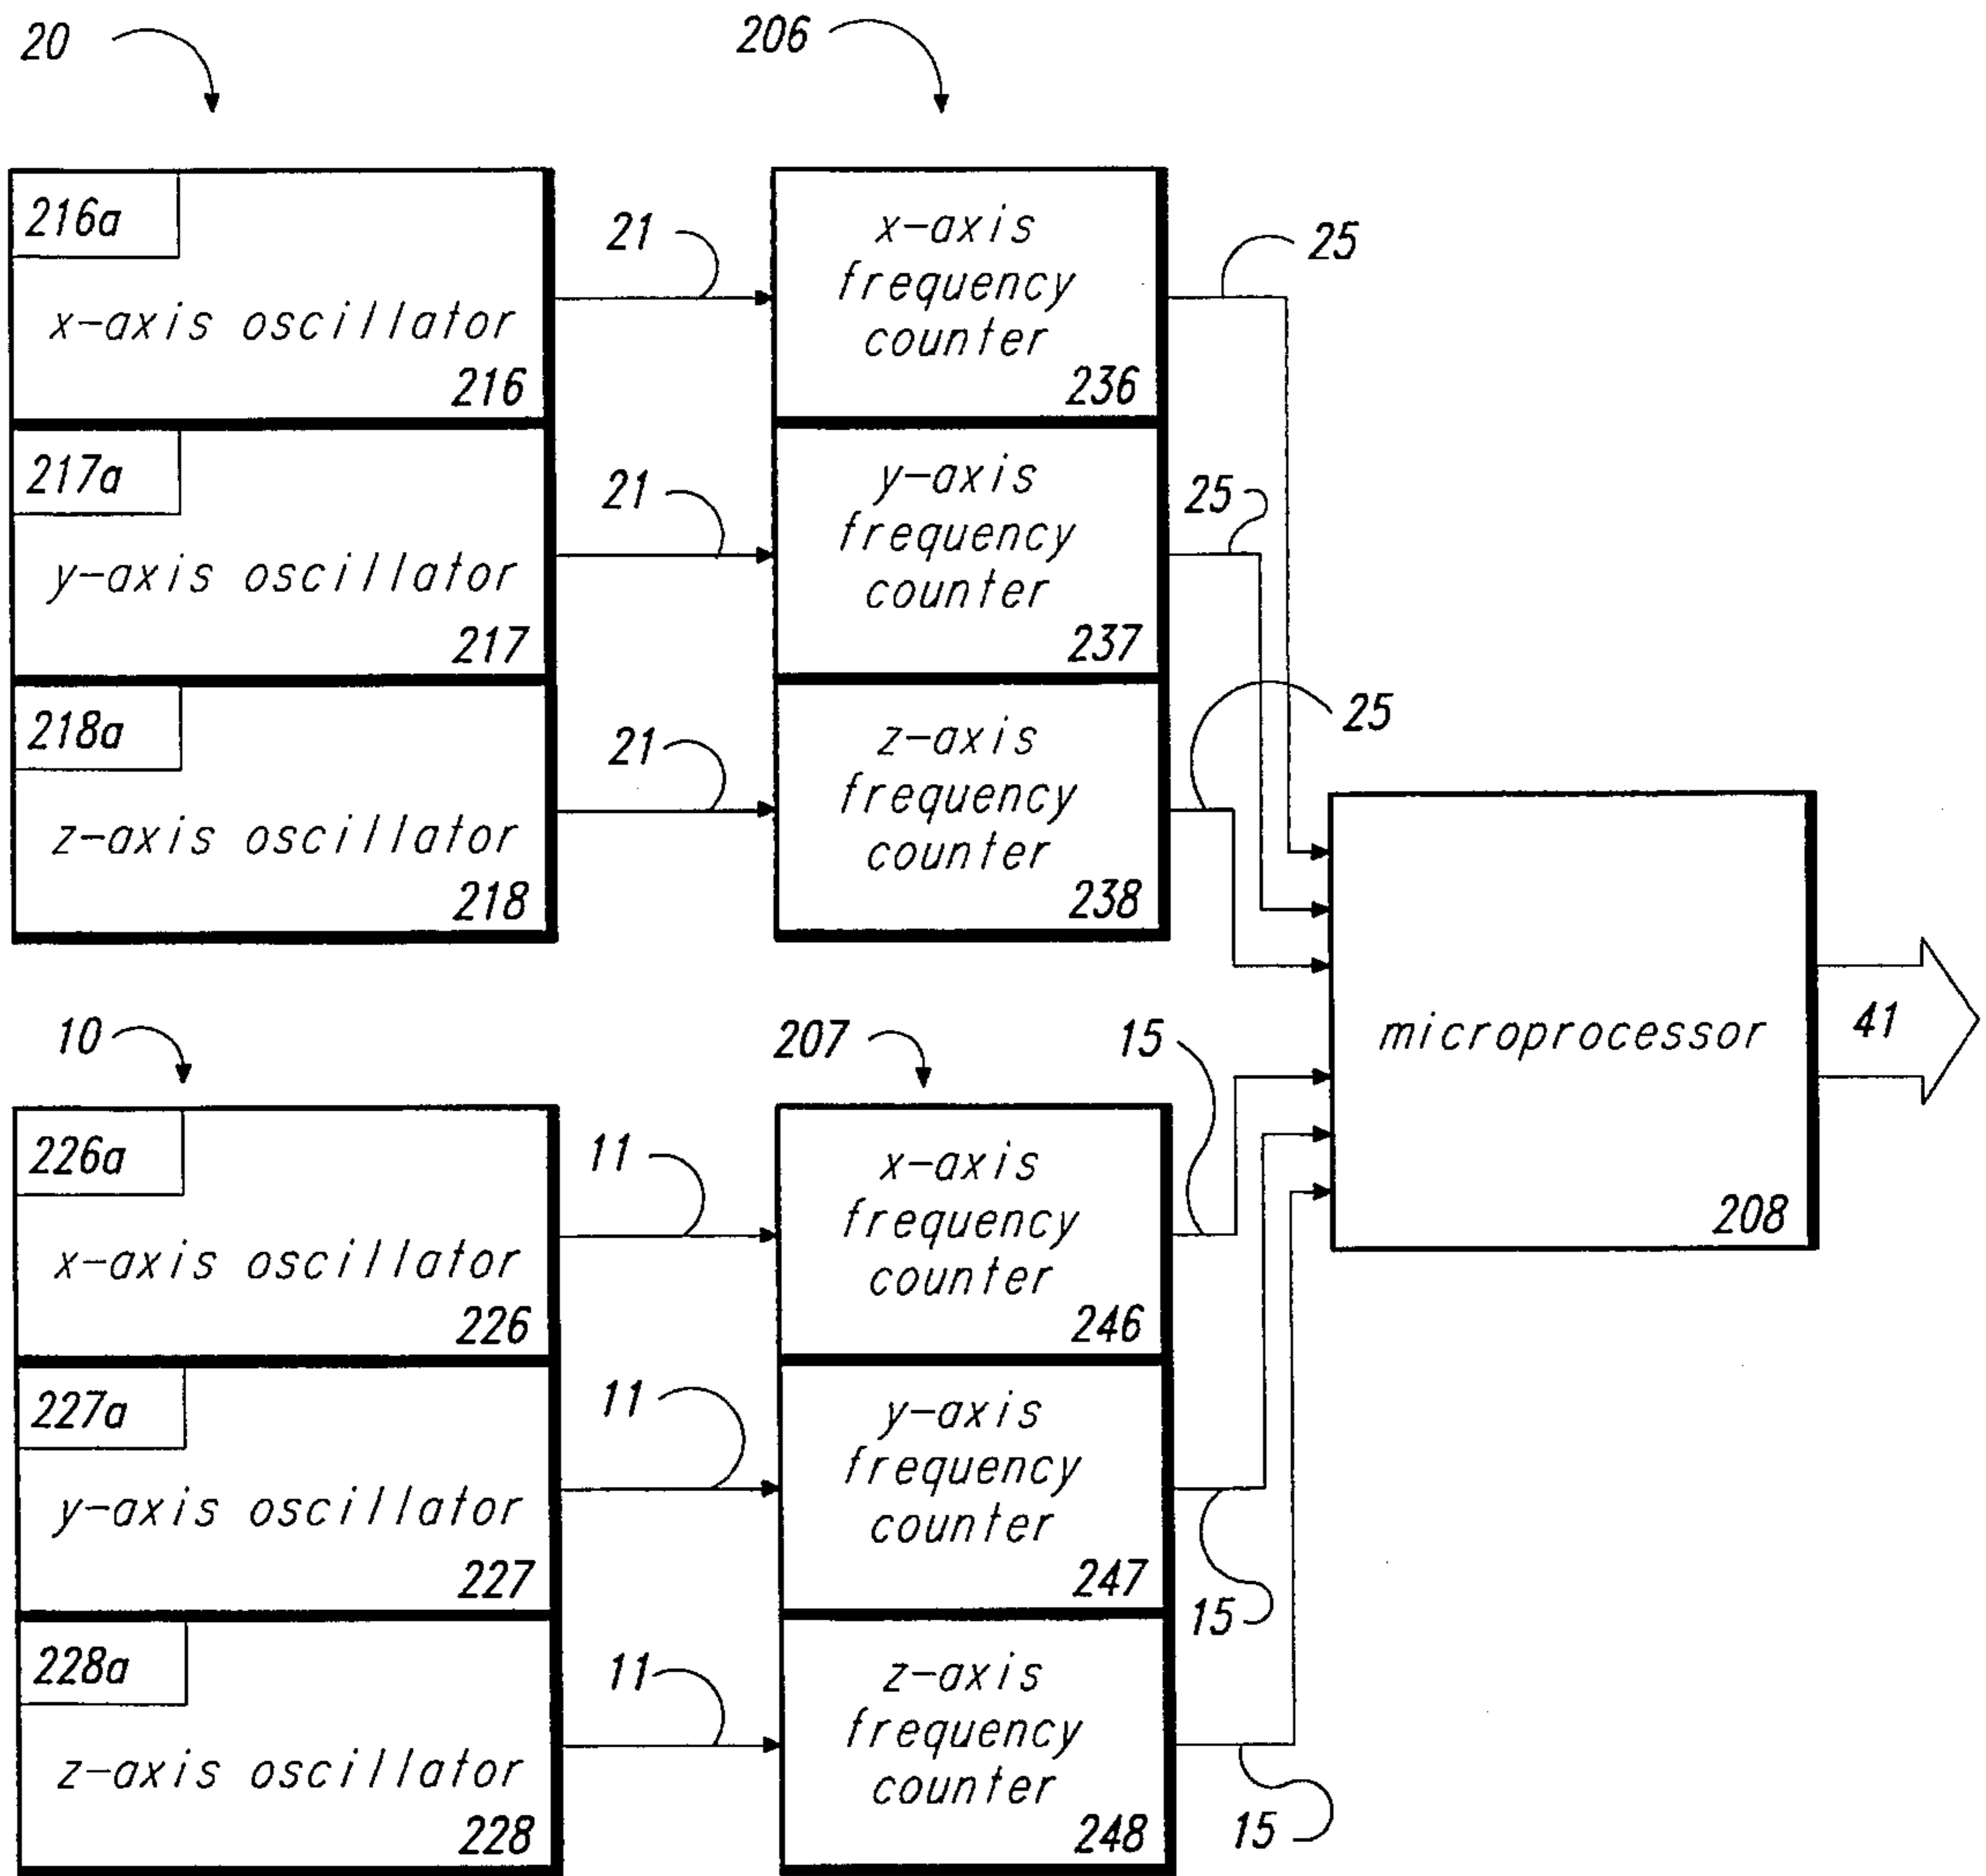 20
206
216a
x-axis oscillator
216
21
x-axis
frequency
counter
236
25
217a
y-axis oscillator
217
21
y-axis
frequency
counter
237
25
218a
z-axis oscillator
218
21
z-axis
frequency
counter
238
25
microprocessor
208
41
10
207
226a
x-axis oscillator
226
11
x-axis
frequency
counter
246
15
227a
y-axis oscillator
227
11
y-axis
frequency
counter
247
15
228a
z-axis oscillator
228
11
z-axis
frequency
counter
248
15